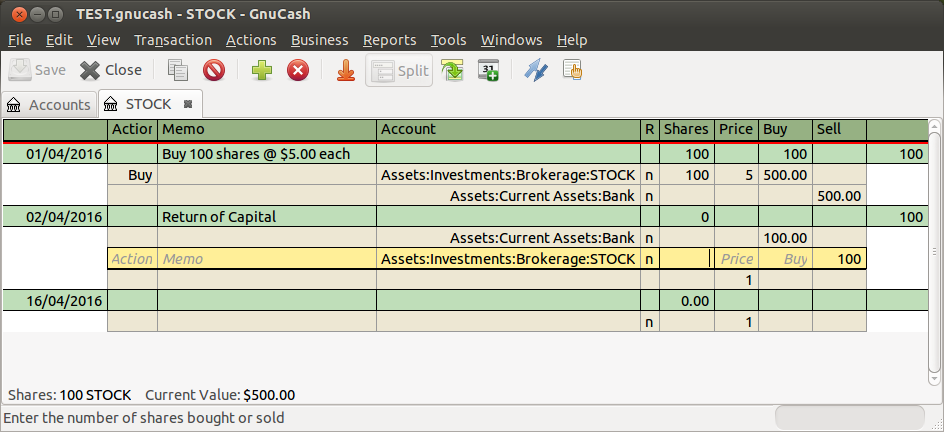 TEST.gnucash - STOCK - GnuCash
File Edit View Transaction Actions Business Reports Tools Windows Help
Save Close Split
Accounts STOCK
Action Memo Account R Shares Price Buy Sell
01/04/2016 Buy 100 shares @ $5.00 each 100 100 100
Buy Assets:Investments:Brokerage:STOCK n 100 5 500.00
Assets:Current Assets:Bank n 500.00
02/04/2016 Return of Capital 0 100
Assets:Current Assets:Bank n 100.00
Action Memo Assets:Investments:Brokerage:STOCK n Price Buy 100
1
16/04/2016 0.00
n 1
Shares: 100 STOCK Current Value: $500.00
Enter the number of shares bought or sold